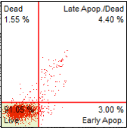 Dead
Late Apop./Dead
1.55 %
4.40 %
3.00 %
Live
Early Apop.